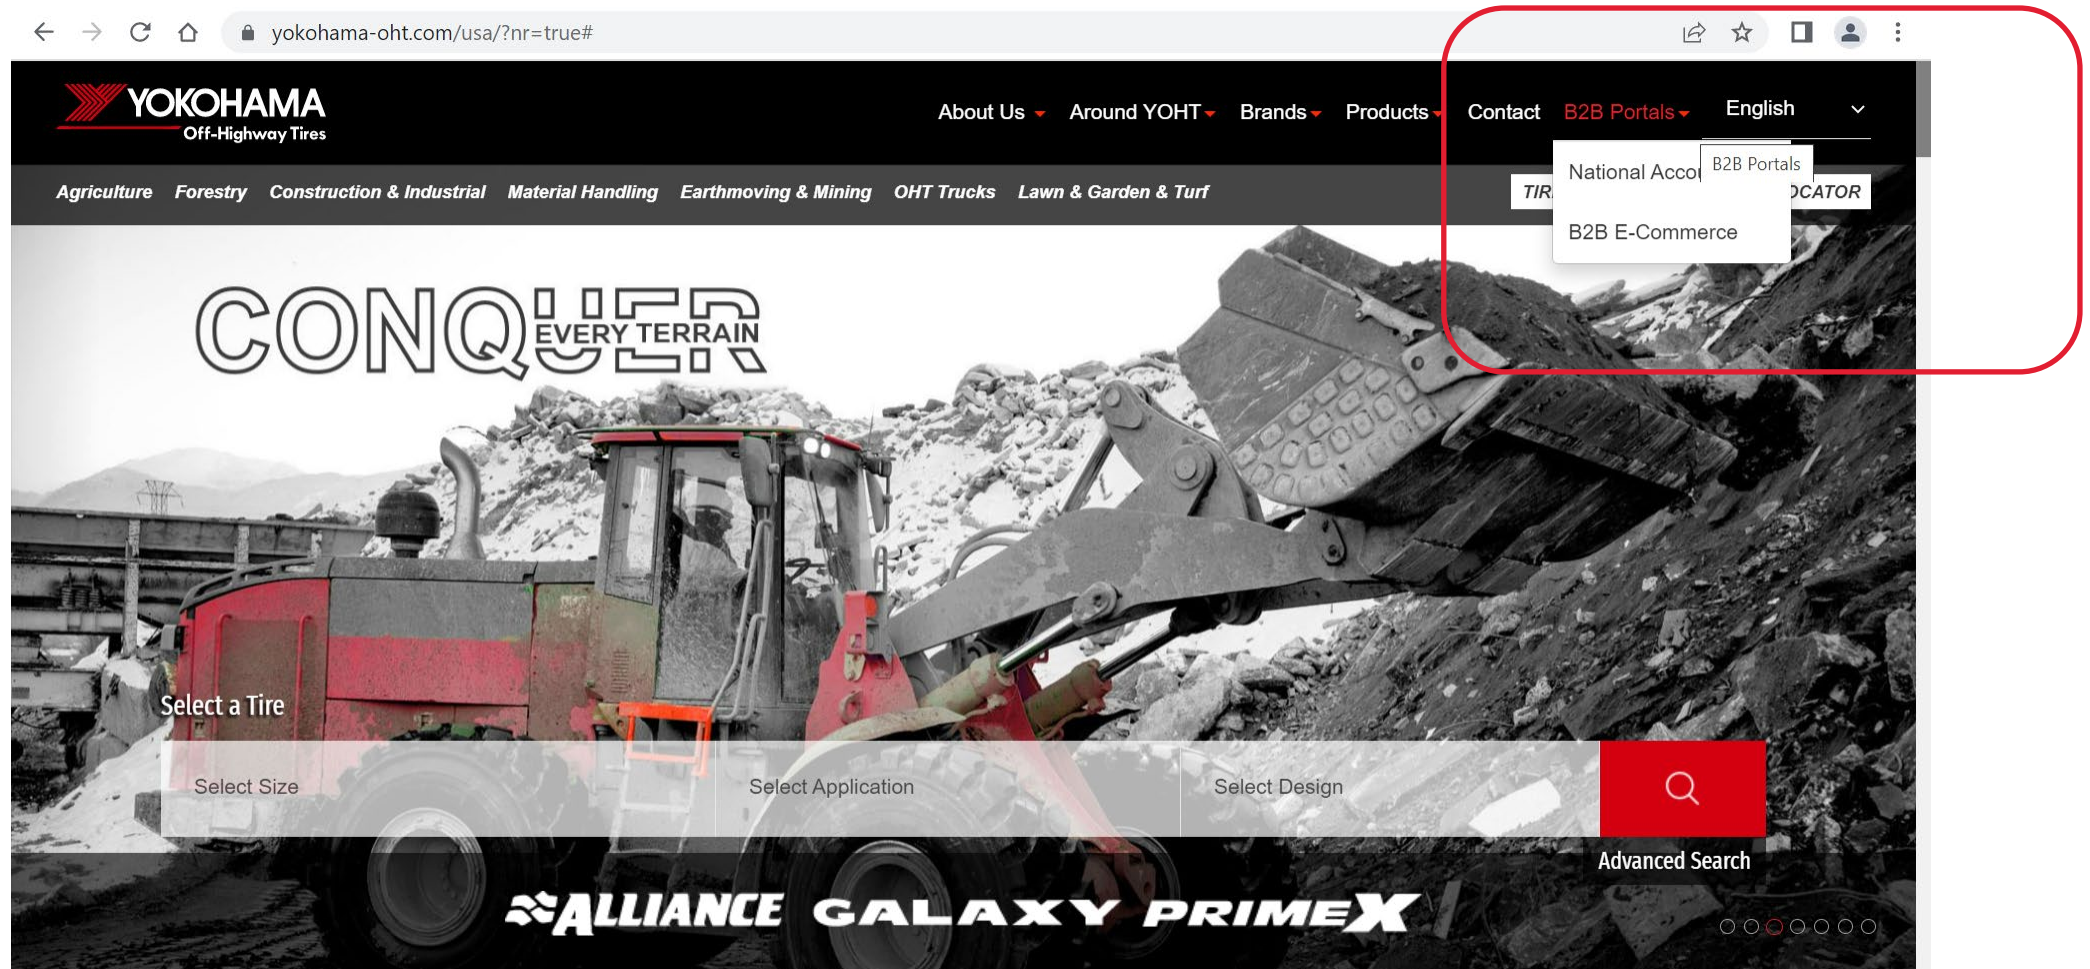 yokohama-oht.com/usa/?nr=true#
YOKOHAMA
Off-Highway Tires
About Us
Around YOHT
Brands
Products
Contact
B2B Portals
English
National Accou
B2B Portals
B2B E-Commerce
Agriculture
Forestry
Construction & Industrial
Material Handling
Earthmoving & Mining
OHT Trucks
Lawn & Garden & Turf
TIR
OCATOR
CONQUER
EVERY TERRAIN
Select a Tire
Select Size
Select Application
Select Design
Advanced Search
ALLIANCE
GALAXY
PRIMEX